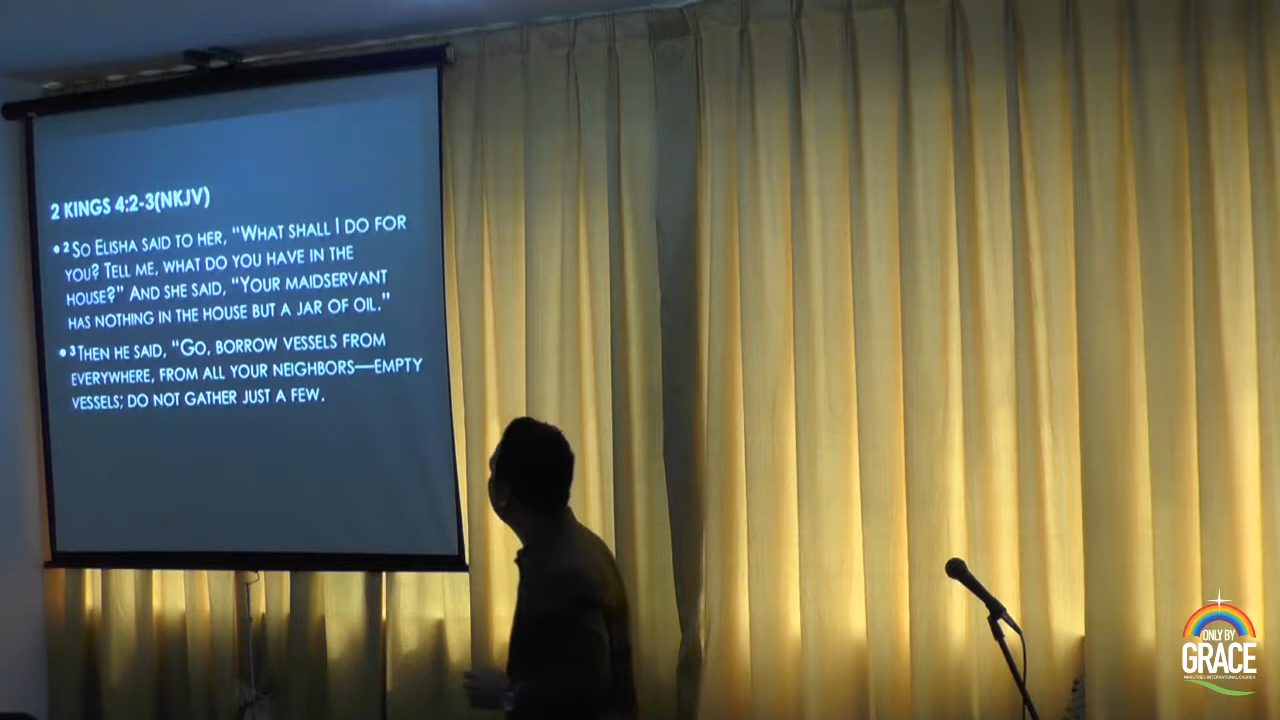 2 KINGS 4:2-3(NKJV)
• ² SO ELISHA SAID TO HER, “WHAT SHALL I DO FOR
YOU? TELL ME, WHAT DO YOU HAVE IN THE
HOUSE?” AND SHE SAID, “YOUR MAIDSERVANT
HAS NOTHING IN THE HOUSE BUT A JAR OF OIL.”
• ³ THEN HE SAID, “GO, BORROW VESSELS FROM
EVERYWHERE, FROM ALL YOUR NEIGHBORS—EMPTY
VESSELS; DO NOT GATHER JUST A FEW.
ONLY BY
GRACE
MINISTRIES INTERNATIONAL CHURCH